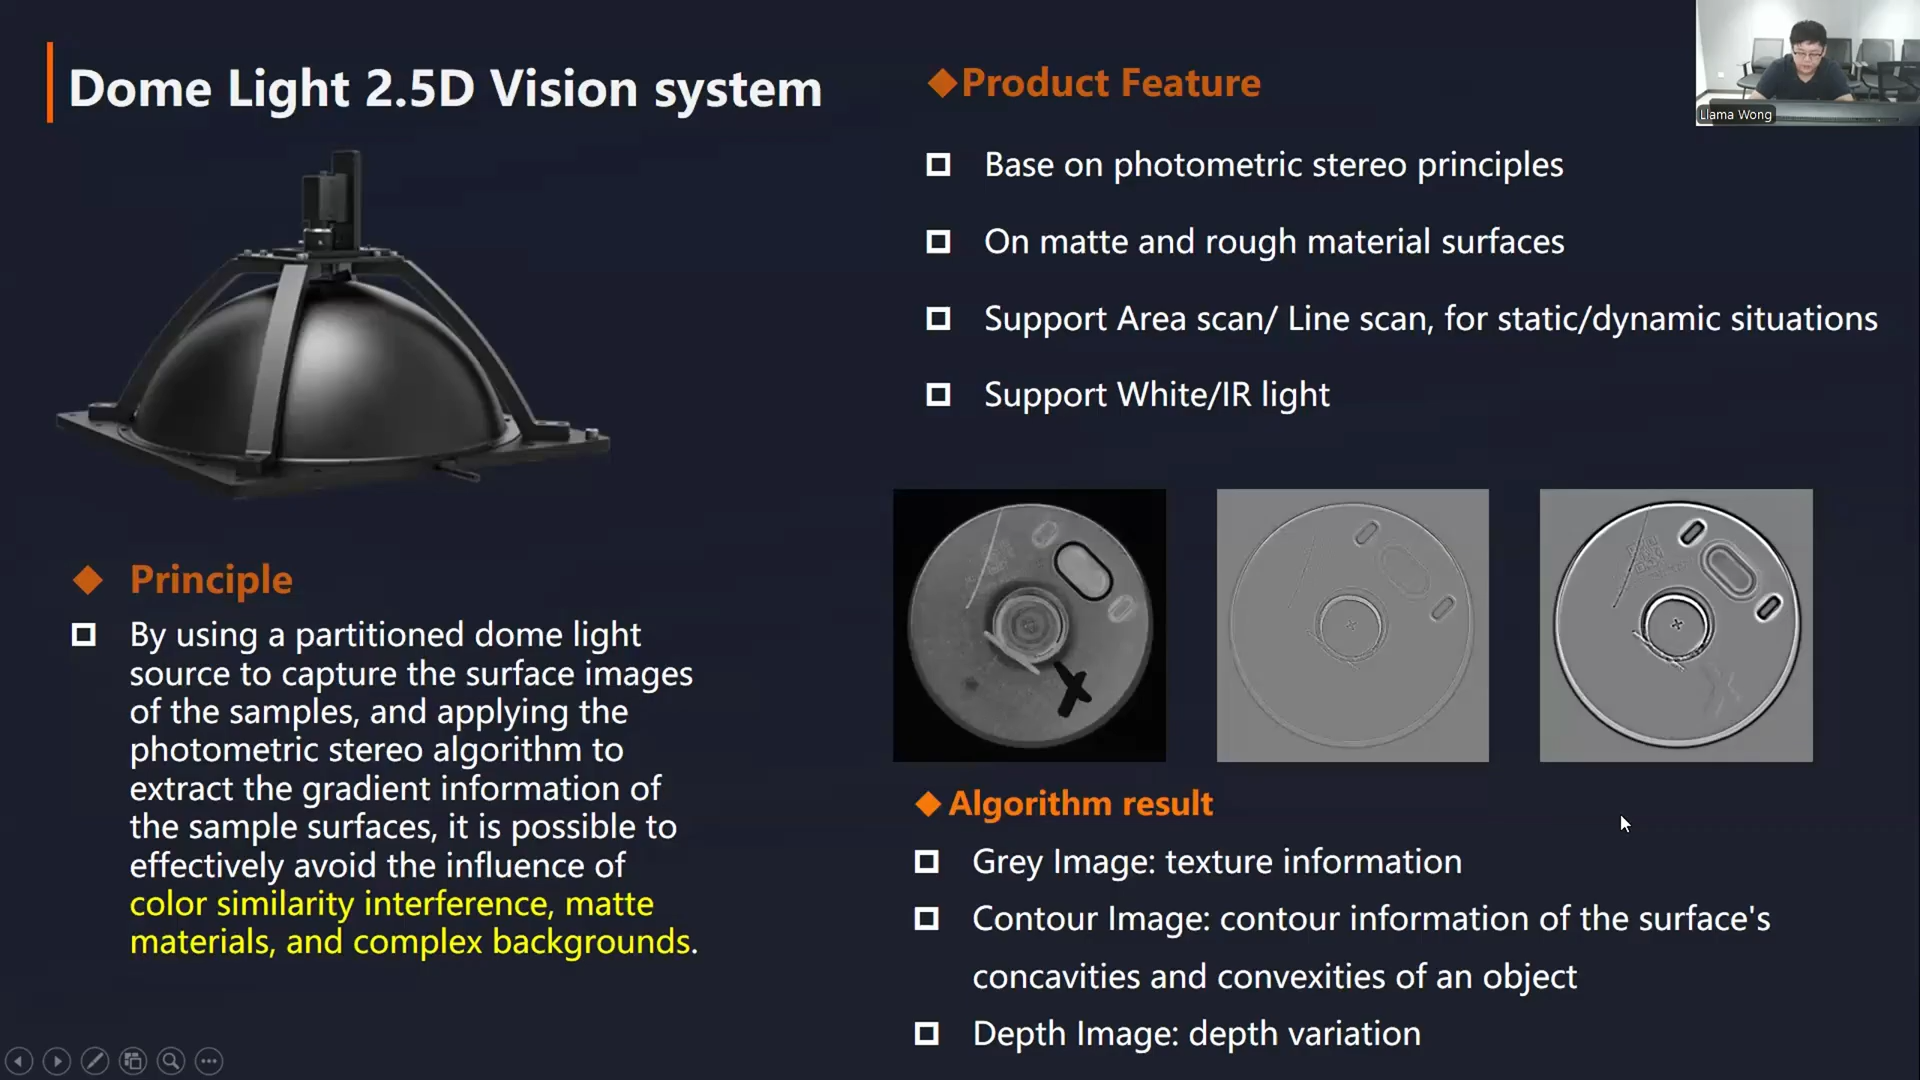 Dome Light 2.5D Vision system
Principle
By using a partitioned dome light
source to capture the surface images
of the samples, and applying the
photometric stereo algorithm to
extract the gradient information of
the sample surfaces, it is possible to
effectively avoid the influence of
color similarity interference, matte
materials, and complex backgrounds.
Product Feature
Base on photometric stereo principles
On matte and rough material surfaces
Support Area scan/ Line scan, for static/dynamic situations
Support White/IR light
Algorithm result
Grey Image: texture information
Contour Image: contour information of the surface's
concavities and convexities of an object
Depth Image: depth variation
Llama Wong